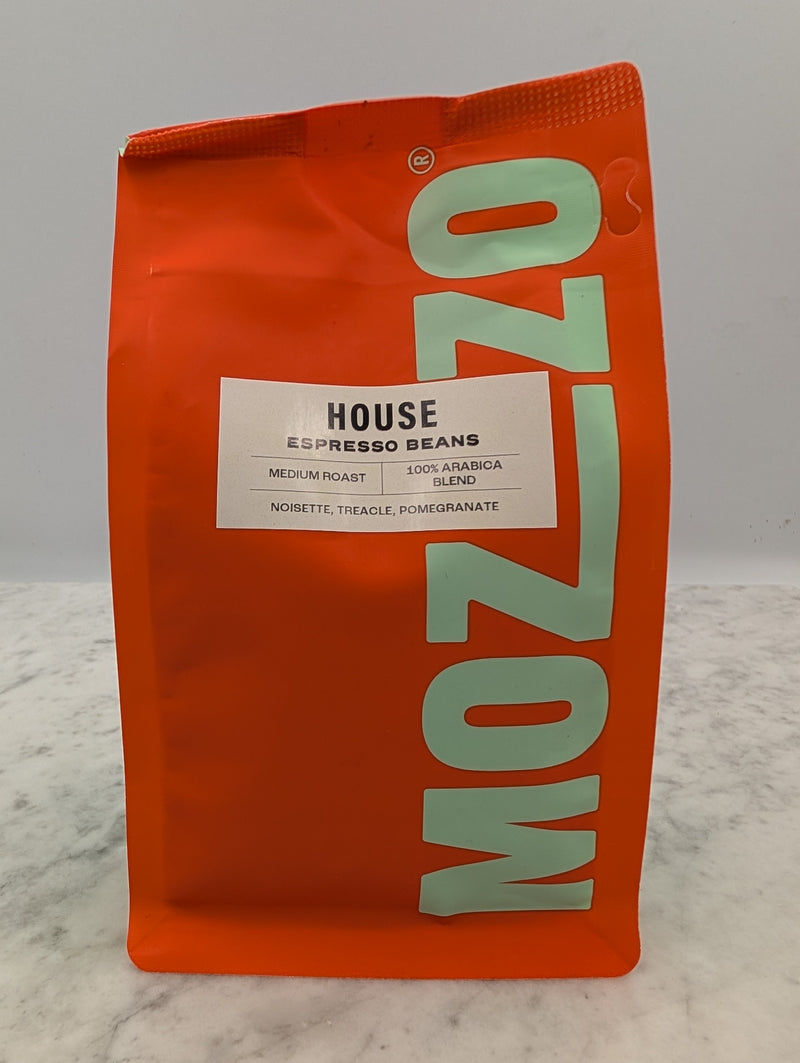 MOZZO®
HOUSE
ESPRESSO BEANS
MEDIUM ROAST
100% ARABICA
BLEND
NOISETTE, TREACLE, POMEGRANATE